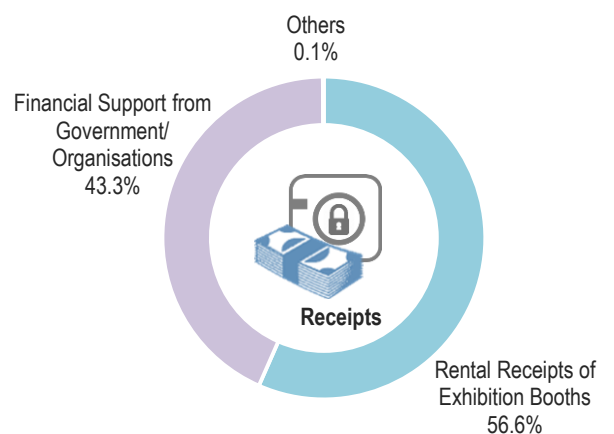 Others
0.1%
Financial Support from
Government/
Organisations
43.3%
Receipts
Rental Receipts of
Exhibition Booths
56.6%